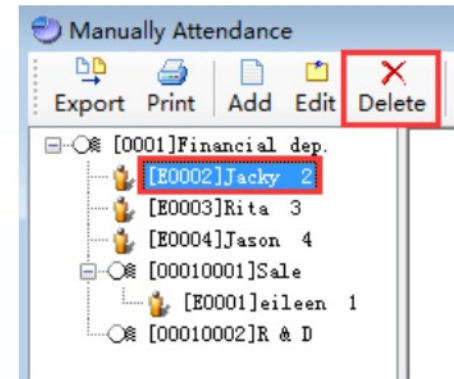 Manually Attendance
Export Print Add Edit Delete
[0001]Financial dep.
[E0002]Jacky 2
[E0003]Rita 3
[E0004]Jason 4
[00010001]Sale
[E0001]eileen 1
[00010002]R & D